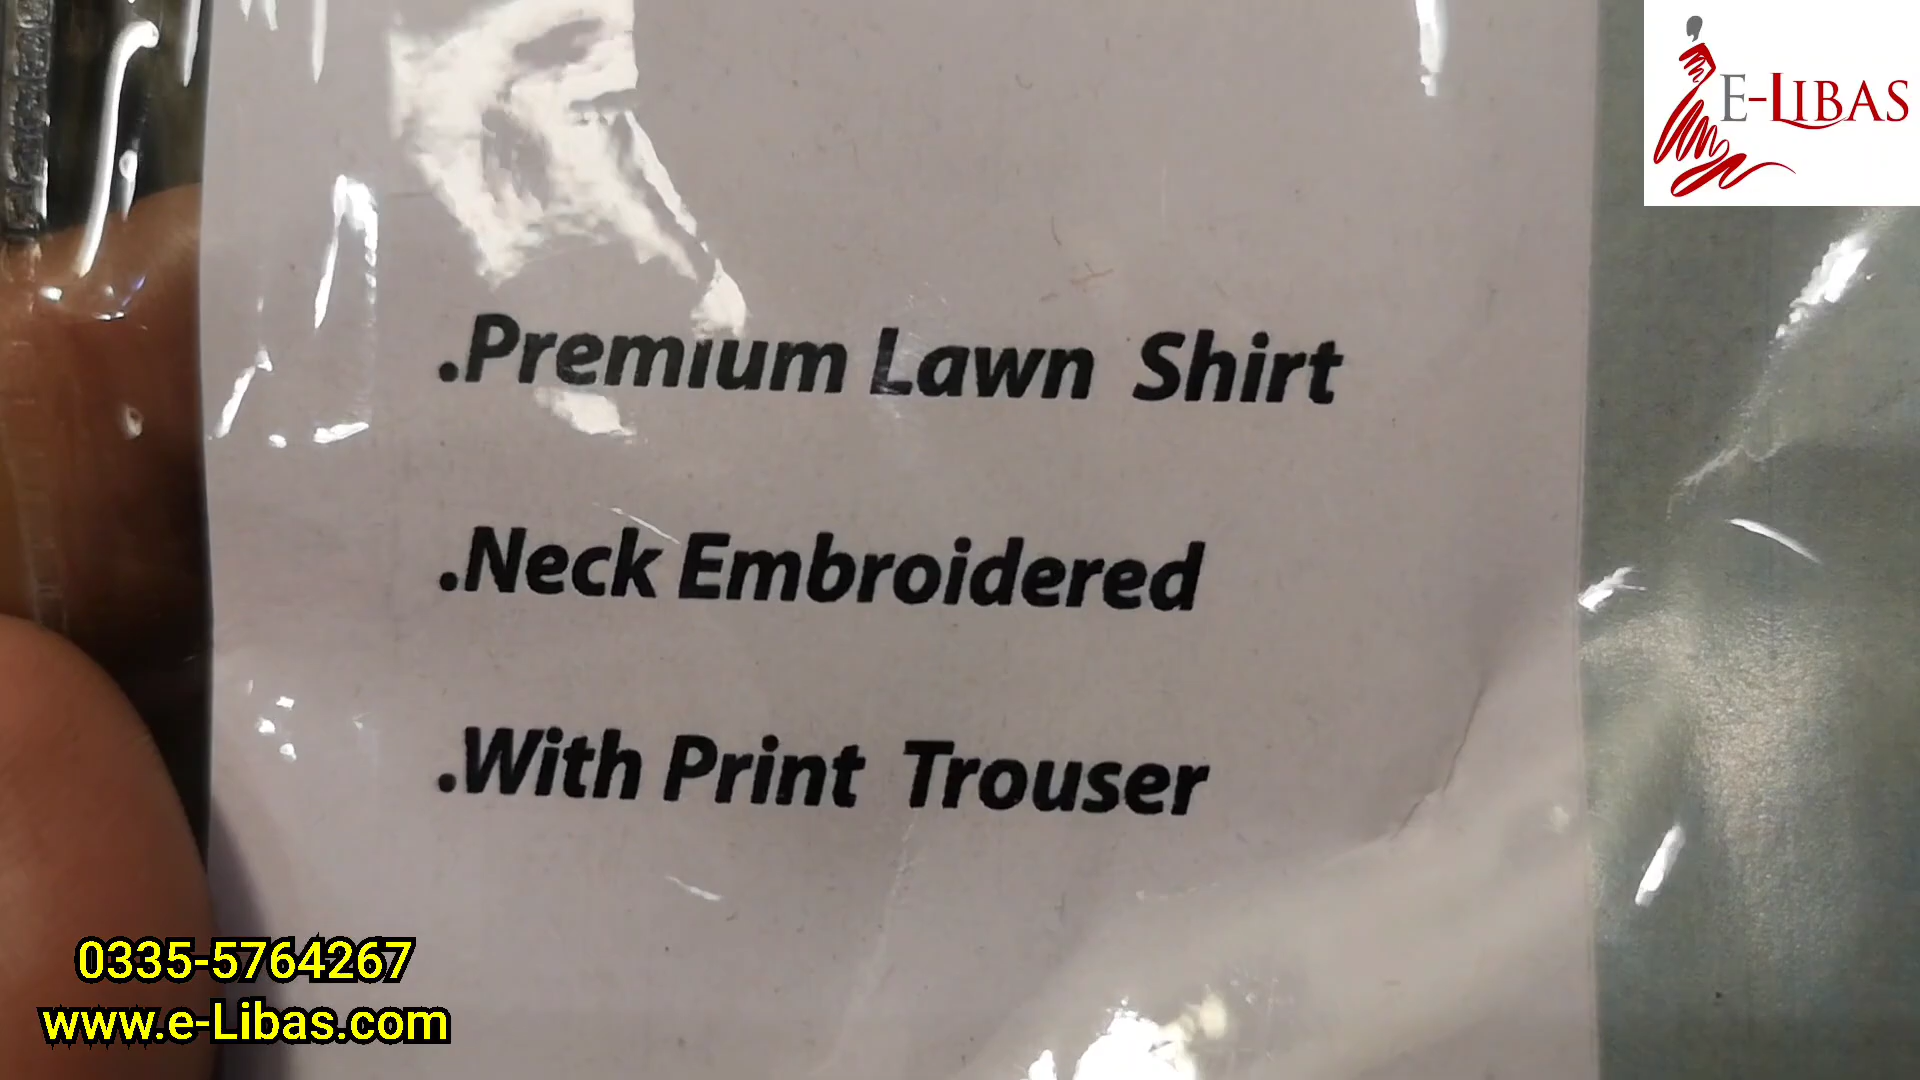 E-LIBAS
.Premium Lawn Shirt
.Neck Embroidered
.With Print Trouser
0335-5764267
www.e-Libas.com